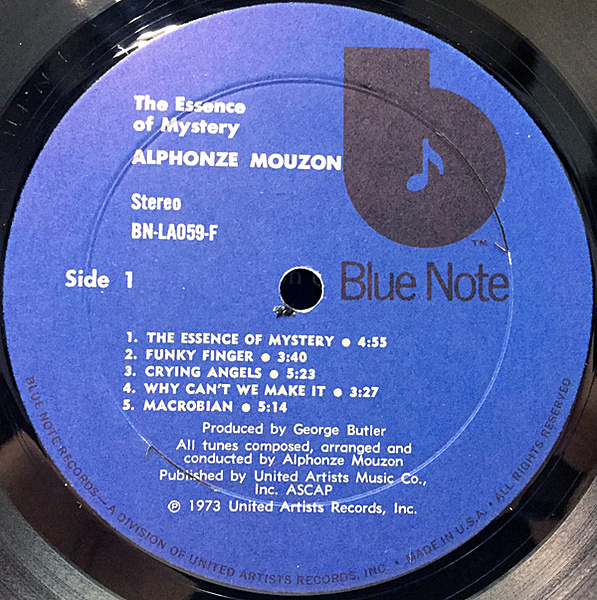 The Essence
of Mystery
ALPHONZE MOUZON
Stereo
BN-LA059-F
Side 1
b
TM
Blue Note
1. THE ESSENCE OF MYSTERY ● 4:55
2. FUNKY FINGER ● 3:40
3. CRYING ANGELS ● 5:23
4. WHY CAN'T WE MAKE IT ● 3:27
5. MACROBIAN ● 5:14
Produced by George Butler
All tunes composed, arranged and
conducted by Alphonze Mouzon
Published by United Artists Music Co.,
Inc. ASCAP
℗ 1973 United Artists Records, Inc.
BLUE NOTE RECORDS—A DIVISION OF UNITED ARTISTS RECORDS, INC. • MADE IN U.S.A. • ALL RIGHTS RESERVED